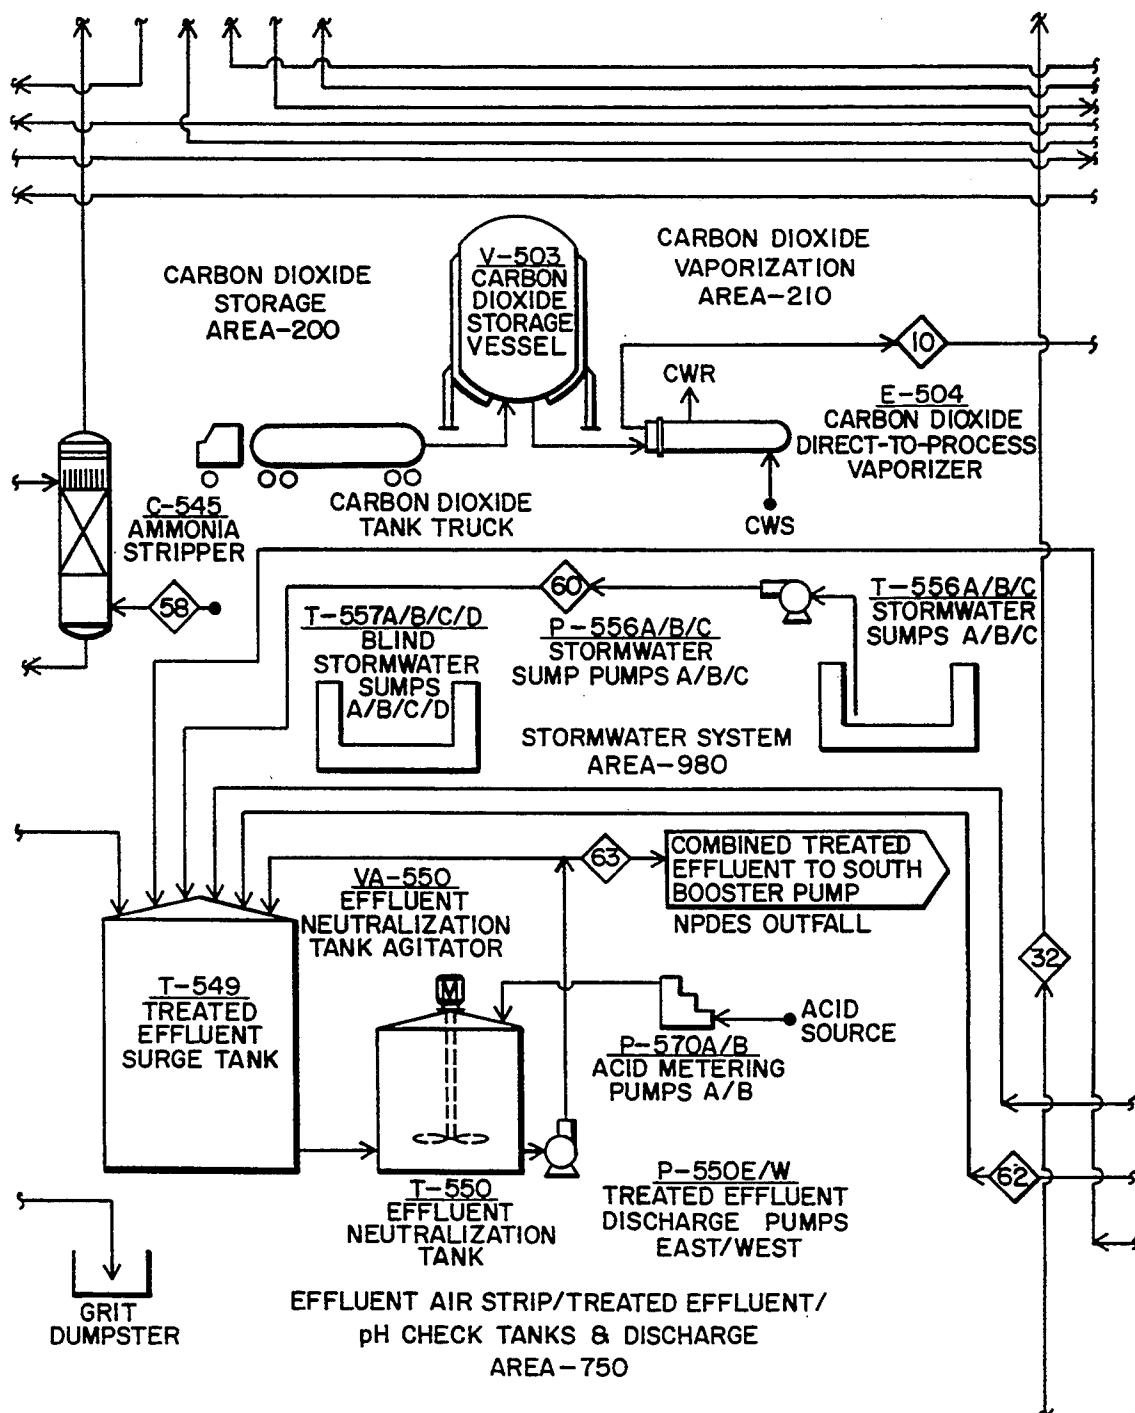 CARBON DIOXIDE
STORAGE
AREA-200
V-503
CARBON
DIOXIDE
STORAGE
VESSEL
CARBON DIOXIDE
VAPORIZATION
AREA-210
10
CWR
E-504
CARBON DIOXIDE
DIRECT-TO-PROCESS
VAPORIZER
CWS
CARBON DIOXIDE
TANK TRUCK
C-545
AMMONIA
STRIPPER
58
60
T-557A/B/C/D
BLIND
STORMWATER
SUMPS
A/B/C/D
P-556A/B/C
STORMWATER
SUMP PUMPS A/B/C
T-556A/B/C
STORMWATER
SUMPS A/B/C
STORMWATER SYSTEM
AREA-980
63
COMBINED TREATED
EFFLUENT TO SOUTH
BOOSTER PUMP
NPDES OUTFALL
VA-550
EFFLUENT
NEUTRALIZATION
TANK AGITATOR
32
T-549
TREATED
EFFLUENT
SURGE TANK
M
ACID
SOURCE
P-570A/B
ACID METERING
PUMPS A/B
T-550
EFFLUENT
NEUTRALIZATION
TANK
P-550E/W
TREATED EFFLUENT
DISCHARGE PUMPS
EAST/WEST
62
GRIT
DUMPSTER
EFFLUENT AIR STRIP/TREATED EFFLUENT/
pH CHECK TANKS & DISCHARGE
AREA-750